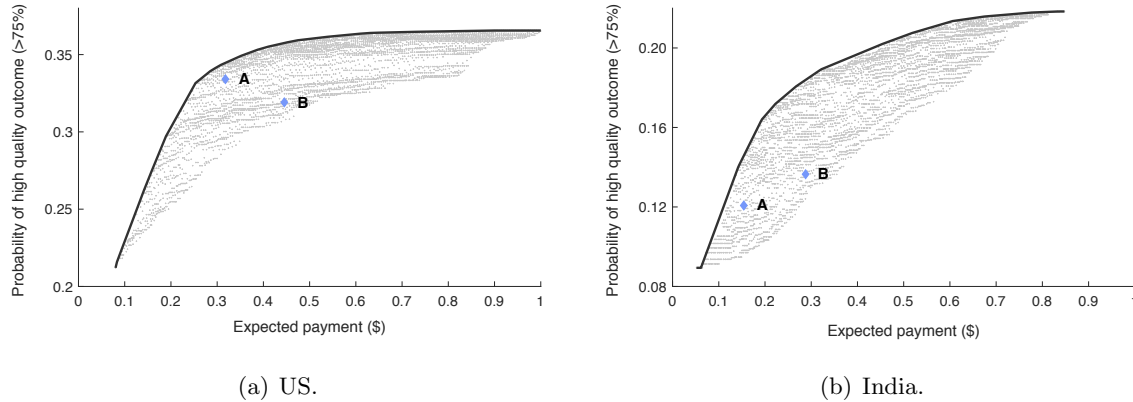 Probability of high quality outcome (>75%)
0.35
0.3
0.25
0.2
A
B
0 0.1 0.2 0.3 0.4 0.5 0.6 0.7 0.8 0.9 1
Expected payment ($)
(a) US.
Probability of high quality outcome (>75%)
0.20
0.16
0.12
0.08
B
A
0 0.1 0.2 0.3 0.4 0.5 0.6 0.7 0.8 0.9
Expected payment ($)
(b) India.